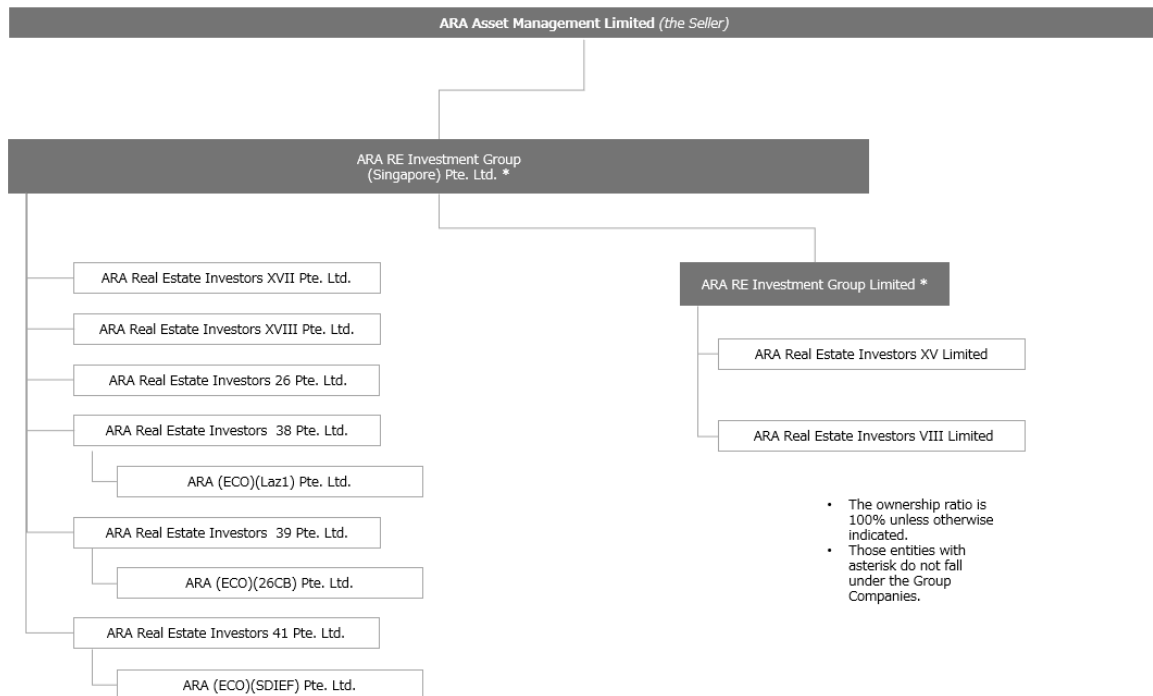 ARA Asset Management Limited (the Seller)
ARA RE Investment Group
(Singapore) Pte. Ltd. *
ARA Real Estate Investors XVII Pte. Ltd.
ARA Real Estate Investors XVIII Pte. Ltd.
ARA Real Estate Investors 26 Pte. Ltd.
ARA Real Estate Investors  38 Pte. Ltd.
ARA (ECO)(Laz1) Pte. Ltd.
ARA Real Estate Investors  39 Pte. Ltd.
ARA (ECO)(26CB) Pte. Ltd.
ARA Real Estate Investors 41 Pte. Ltd.
ARA (ECO)(SDIEF) Pte. Ltd.
ARA RE Investment Group Limited *
ARA Real Estate Investors XV Limited
ARA Real Estate Investors VIII Limited
• The ownership ratio is
100% unless otherwise
indicated.
• Those entities with
asterisk do not fall
under the Group
Companies.